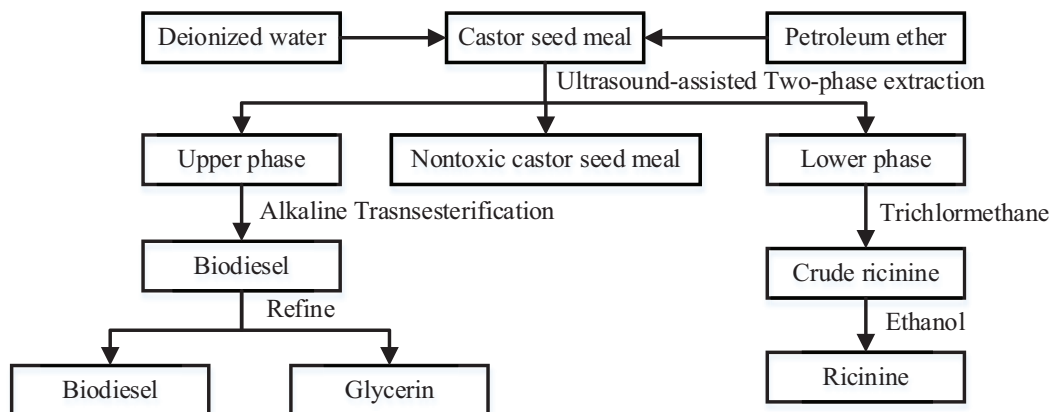 Deionized water
Castor seed meal
Petroleum ether
Ultrasound-assisted Two-phase extraction
Upper phase
Nontoxic castor seed meal
Lower phase
Alkaline Trasnsesterification
Trichlormethane
Biodiesel
Crude ricinine
Refine
Ethanol
Biodiesel
Glycerin
Ricinine